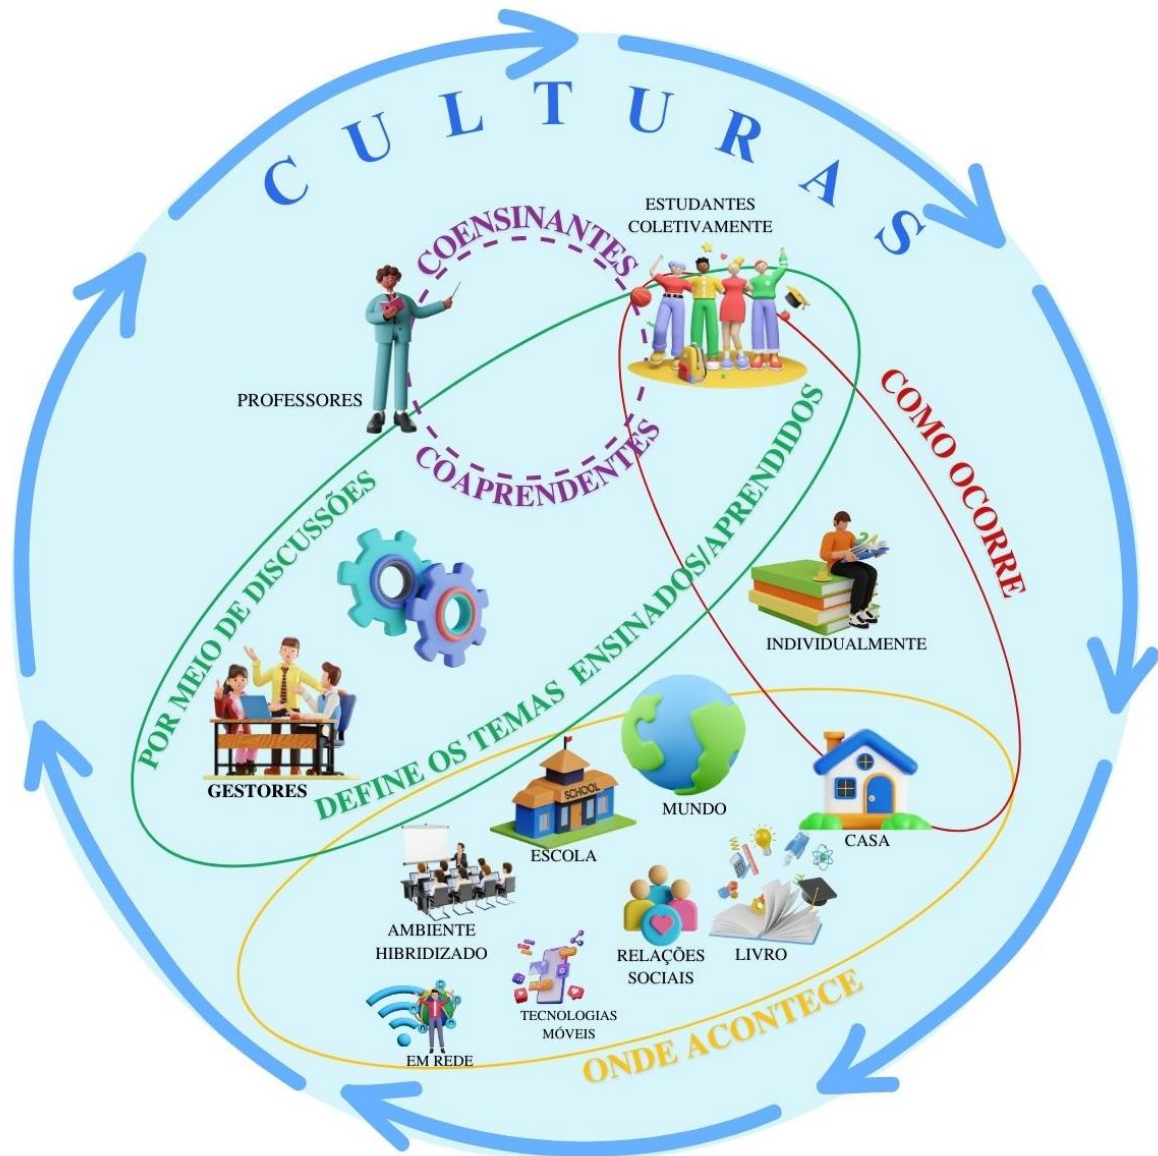 CULTURAS
ESTUDANTES
COLETIVAMENTE
COENSINANTES
PROFESSORES
COAPRENDENTES
COMO OCORRE
POR MEIO DE DISCUSSÕES
DEFINE OS TEMAS ENSINADOS/APRENDIDOS
INDIVIDUALMENTE
GESTORES
SCHOOL
ESCOLA
MUNDO
CASA
AMBIENTE
HIBRIDIZADO
RELAÇÕES
SOCIAIS
LIVRO
TECNOLOGIAS
MÓVEIS
EM REDE
ONDE ACONTECE